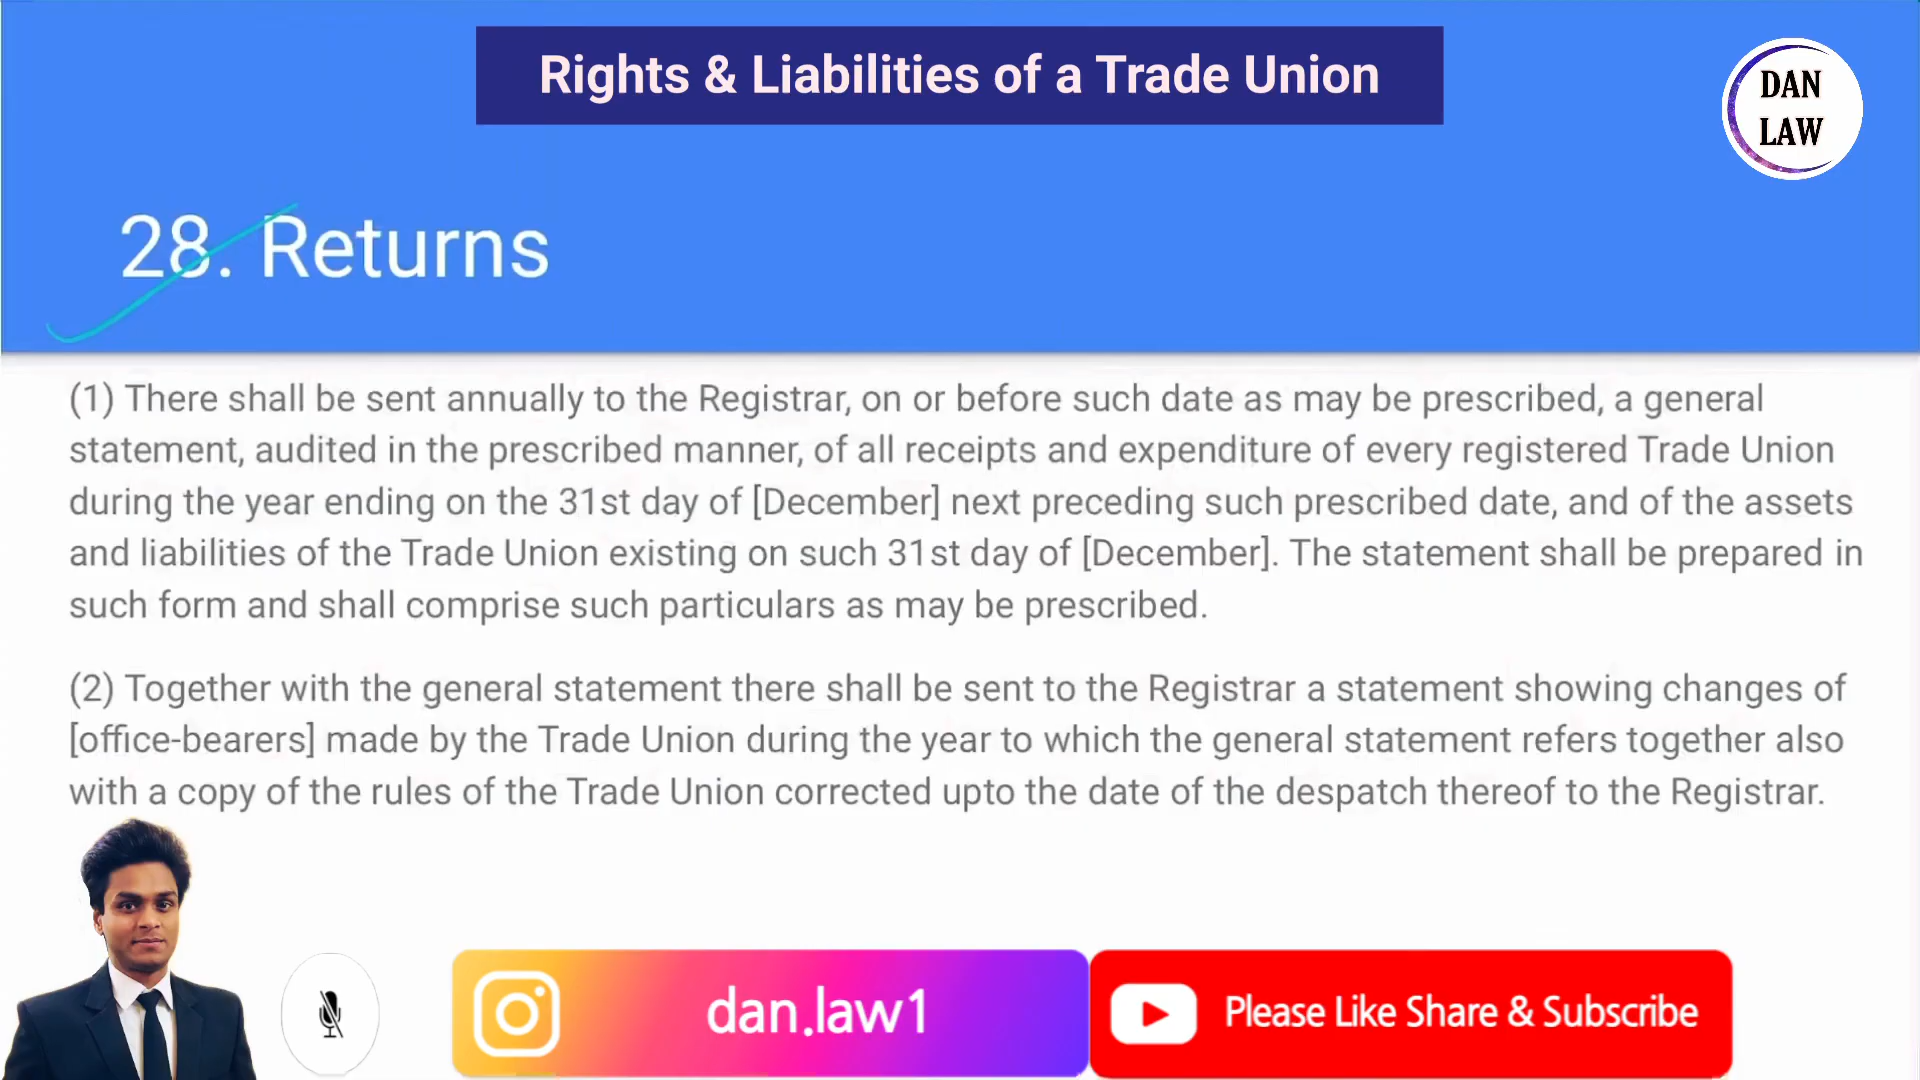 Rights & Liabilities of a Trade Union
DAN
LAW
28. Returns
(1) There shall be sent annually to the Registrar, on or before such date as may be prescribed, a general
statement, audited in the prescribed manner, of all receipts and expenditure of every registered Trade Union
during the year ending on the 31st day of [December] next preceding such prescribed date, and of the assets
and liabilities of the Trade Union existing on such 31st day of [December]. The statement shall be prepared in
such form and shall comprise such particulars as may be prescribed.
(2) Together with the general statement there shall be sent to the Registrar a statement showing changes of
[office-bearers] made by the Trade Union during the year to which the general statement refers together also
with a copy of the rules of the Trade Union corrected upto the date of the despatch thereof to the Registrar.
dan.law1
Please Like Share & Subscribe